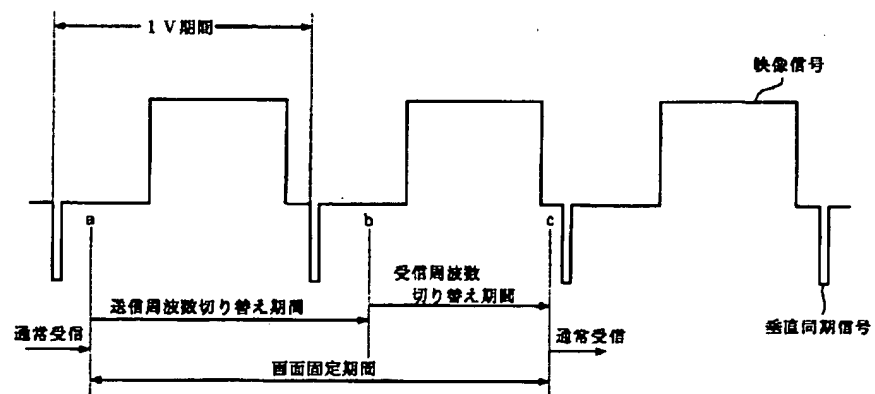 1V期間
映像信号
a
b
c
受信周波数
切り替え期間
送信周波数切り替え期間
通常受信
通常受信
垂直同期信号
画面固定期間